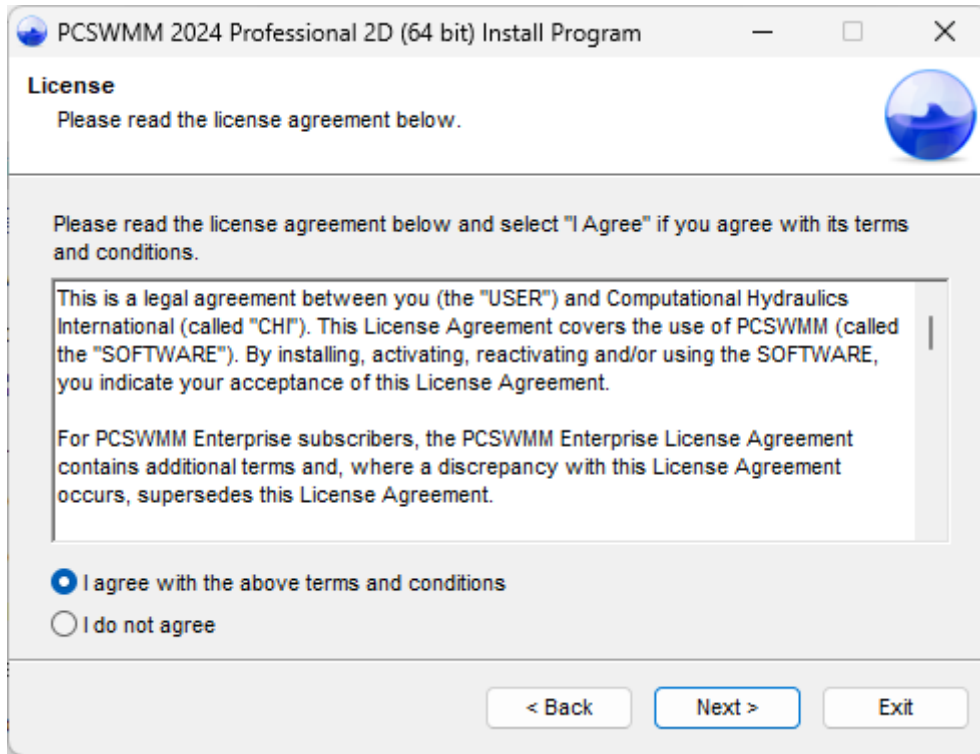 PCSWMM 2024 Professional 2D (64 bit) Install Program
License
Please read the license agreement below.
Please read the license agreement below and select "I Agree" if you agree with its terms
and conditions.
This is a legal agreement between you (the "USER") and Computational Hydraulics
International (called "CHI"). This License Agreement covers the use of PCSWMM (called
the "SOFTWARE"). By installing, activating, reactivating and/or using the SOFTWARE,
you indicate your acceptance of this License Agreement.
For PCSWMM Enterprise subscribers, the PCSWMM Enterprise License Agreement
contains additional terms and, where a discrepancy with this License Agreement
occurs, supersedes this License Agreement.
I agree with the above terms and conditions
I do not agree
< Back Next > Exit